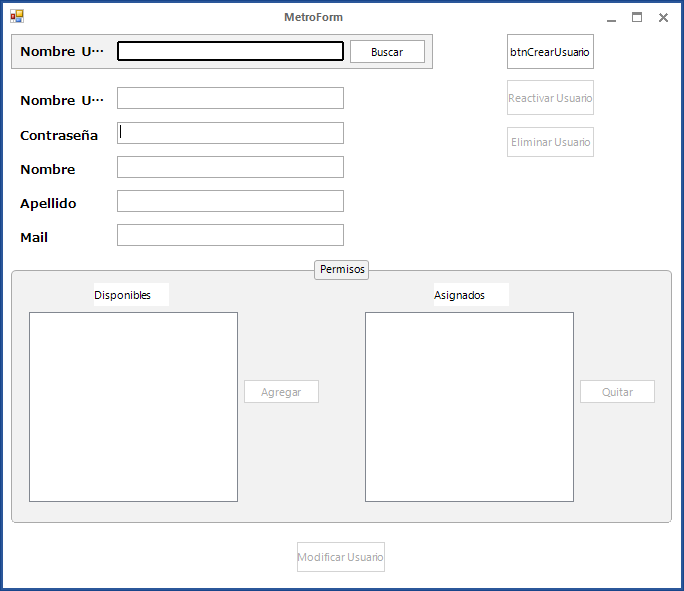 MetroForm
Nombre U...
Buscar
btnCrearUsuario
Nombre U...
Reactivar Usuario
Contraseña
Eliminar Usuario
Nombre
Apellido
Mail
Permisos
Disponibles
Asignados
Agregar
Quitar
Modificar Usuario